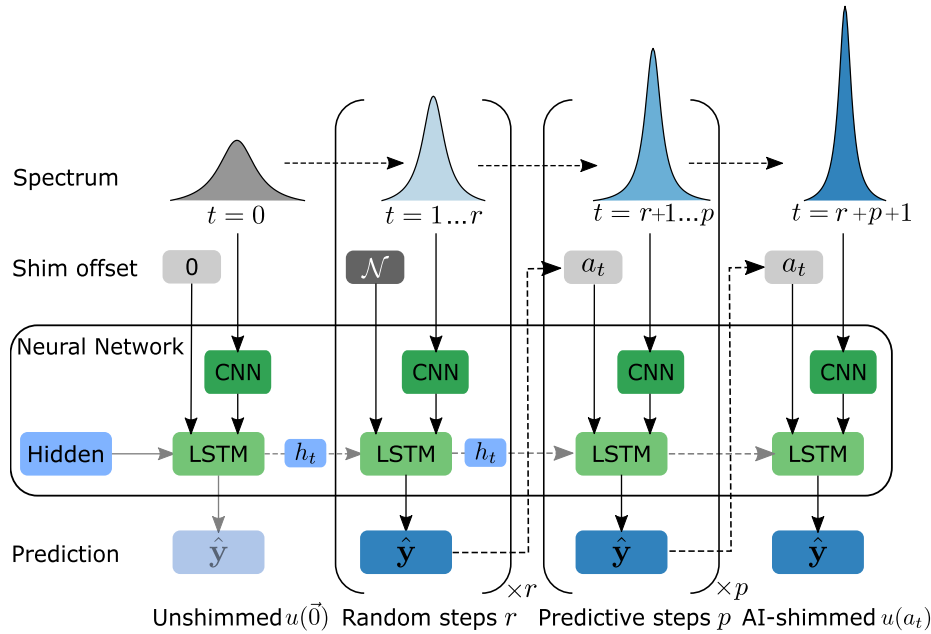 Spectrum
t = 0
t = 1...r
t = r+1...p
t = r+p+1
Shim offset
0
𝒩
a_t
a_t
Neural Network
CNN
CNN
CNN
CNN
Hidden
LSTM
h_t
LSTM
h_t
LSTM
LSTM
Prediction
ŷ
ŷ
ŷ
ŷ
×r
×p
Unshimmed u(0⃗)
Random steps r
Predictive steps p
AI-shimmed u(a_t)